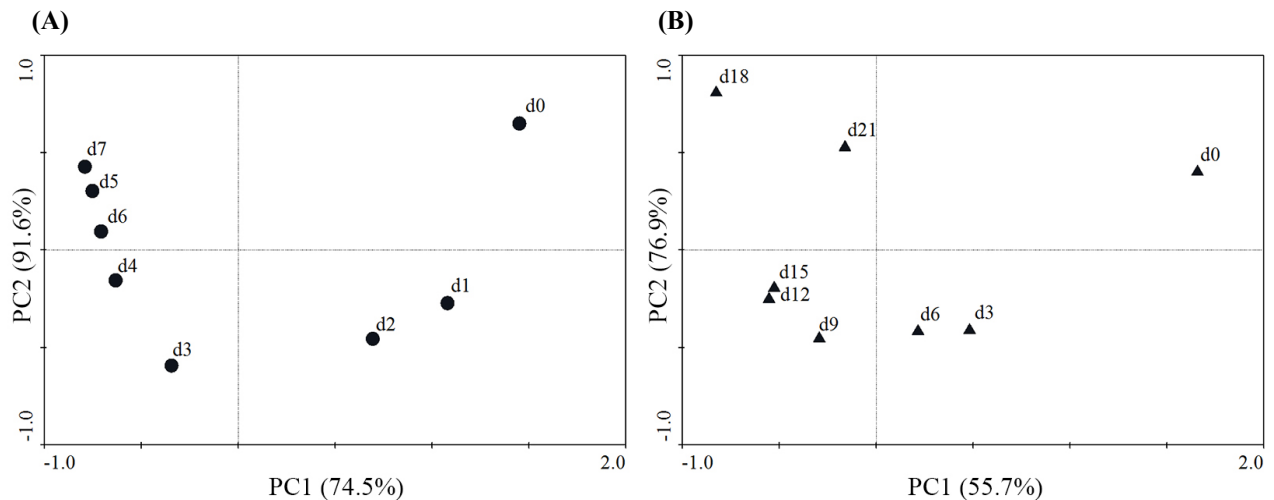 (A)
1.0
d0
d7
d5
d6
d4
d1
d2
d3
PC2 (91.6%)
-1.0
-1.0
2.0
PC1 (74.5%)
(B)
1.0
d18
d21
d0
d15
d12
d9
d6
d3
PC2 (76.9%)
-1.0
-1.0
2.0
PC1 (55.7%)